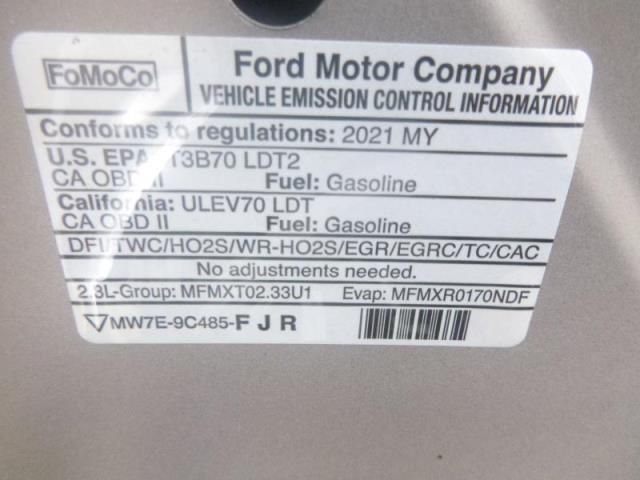 FoMoCo
Ford Motor Company
VEHICLE EMISSION CONTROL INFORMATION
Conforms to regulations: 2021 MY
U.S. EPA: T3B70 LDT2
CA OBD II Fuel: Gasoline
California: ULEV70 LDT
CA OBD II Fuel: Gasoline
DFI/TWC/HO2S/WR-HO2S/EGR/EGRC/TC/CAC
No adjustments needed.
2.3L-Group: MFMXT02.33U1 Evap: MFMXR0170NDF
MW7E-9C485-F J R